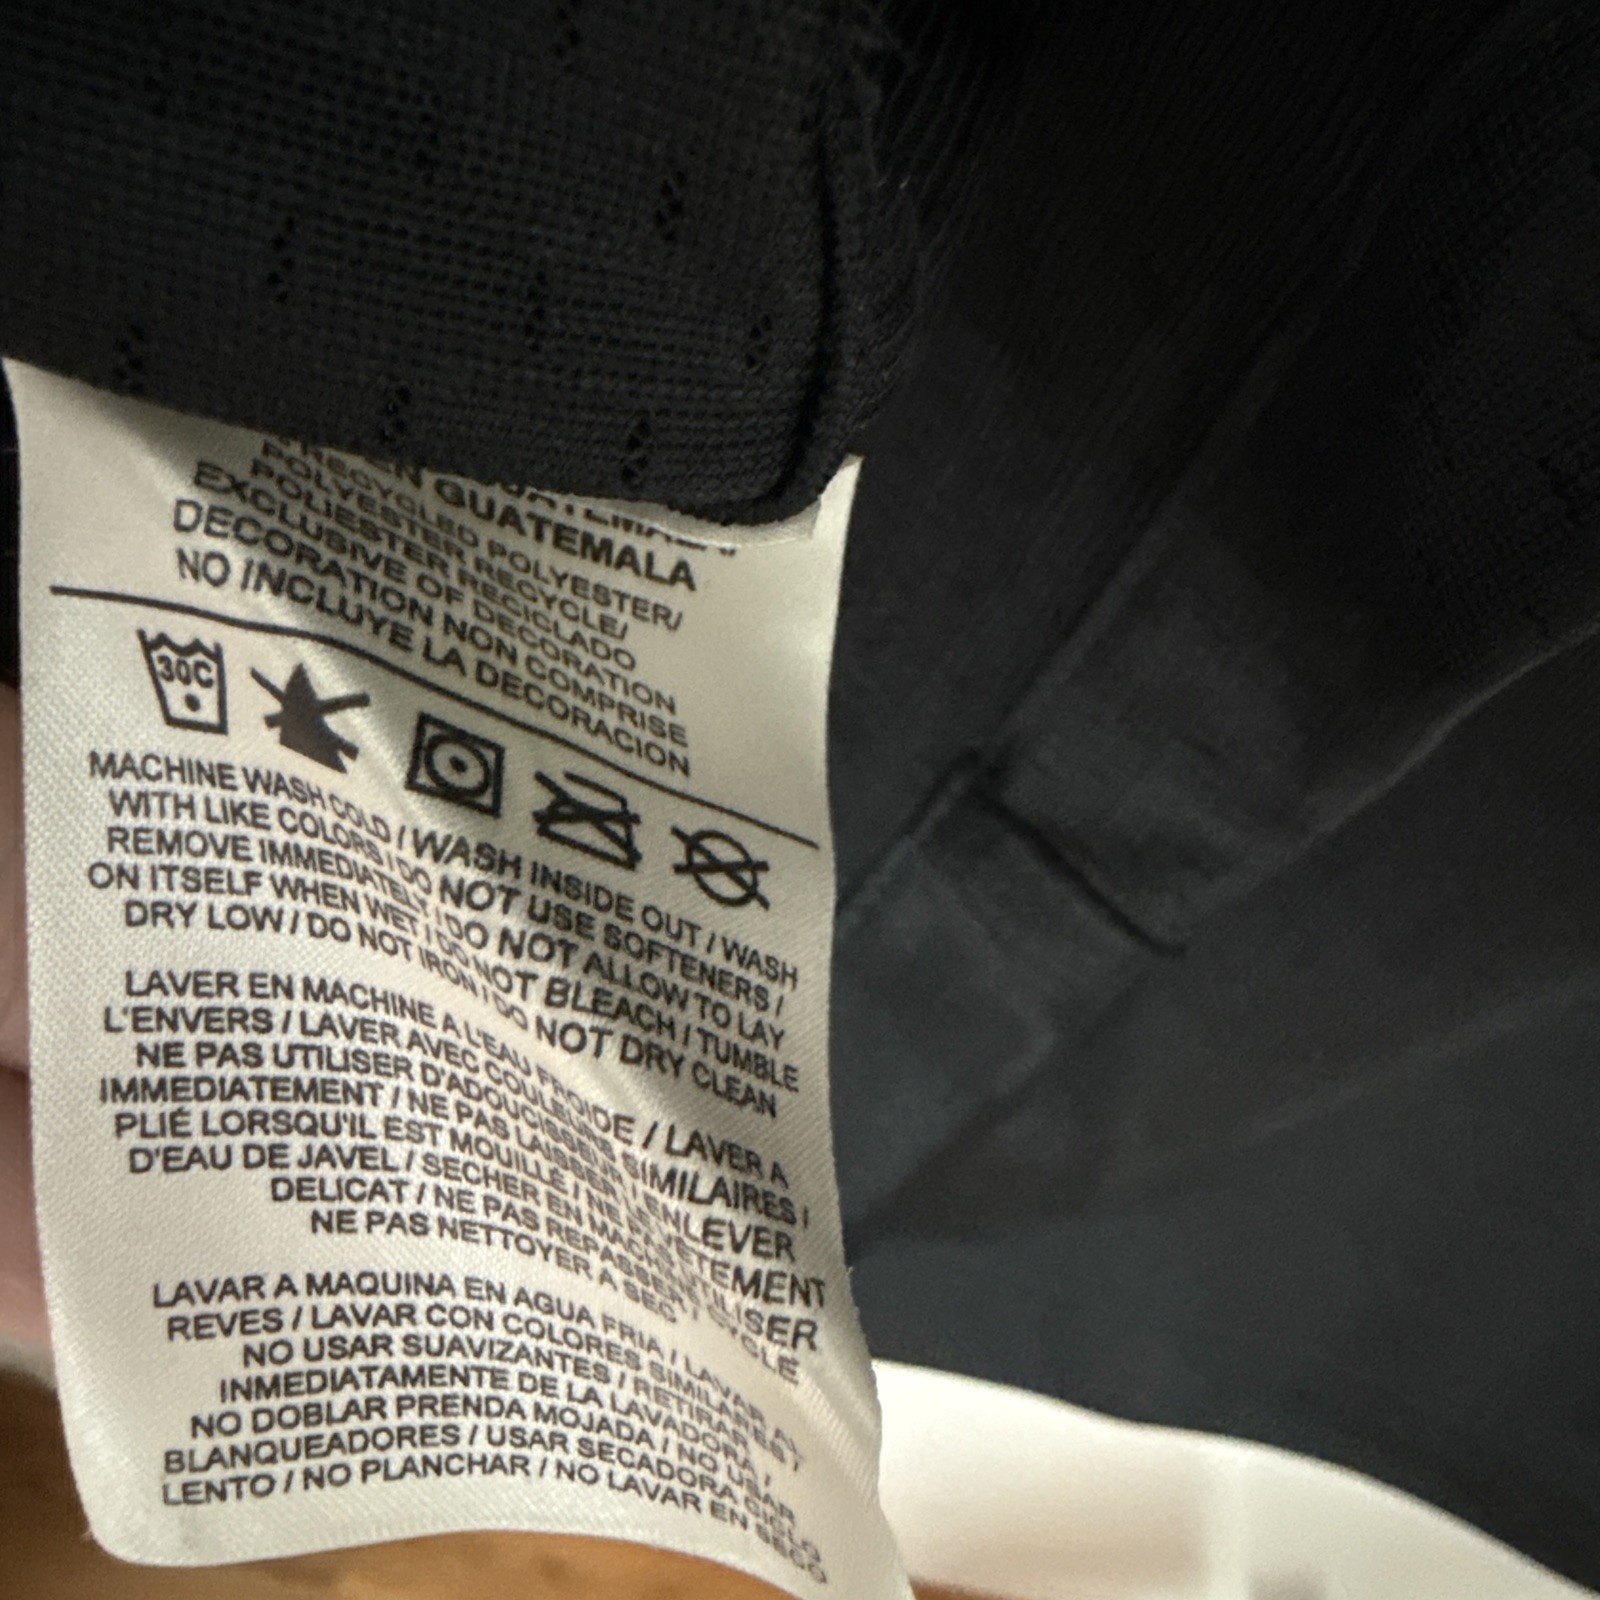 EN GUATEMALA
RECYCLED POLYESTER/
POLYESTER RECYCLE/
POLIESTER RECICLADO
EXCLUSIVE OF DECORATION
DECORATION NON COMPRISE
NO INCLUYE LA DECORACION
30C
MACHINE WASH COLD / WASH INSIDE OUT / WASH
WITH LIKE COLORS / DO NOT USE SOFTENERS /
REMOVE IMMEDIATELY / DO NOT ALLOW TO LAY
ON ITSELF WHEN WET / DO NOT BLEACH / TUMBLE
DRY LOW / DO NOT IRON / DO NOT DRY CLEAN
LAVER EN MACHINE A L'EAU FROIDE / LAVER A
L'ENVERS / LAVER AVEC COULEURS SIMILAIRES /
NE PAS UTILISER D'ADOUCISSEUR / ENLEVER
IMMEDIATEMENT / NE PAS LAISSER VETEMENT
PLIÉ LORSQU'IL EST MOUILLÉ / NE PAS UTILISER
D'EAU DE JAVEL / SECHER EN MACHINE / CYCLE
DELICAT / NE PAS REPASSER /
NE PAS NETTOYER A SEC
LAVAR A MAQUINA EN AGUA FRIA / LAVAR AL
REVES / LAVAR CON COLORES SIMILARES /
NO USAR SUAVIZANTES / RETIRAR
INMEDIATAMENTE DE LA LAVADORA /
NO DOBLAR PRENDA MOJADA / NO USAR
BLANQUEADORES / USAR SECADORA CICLO
LENTO / NO PLANCHAR / NO LAVAR EN SECO